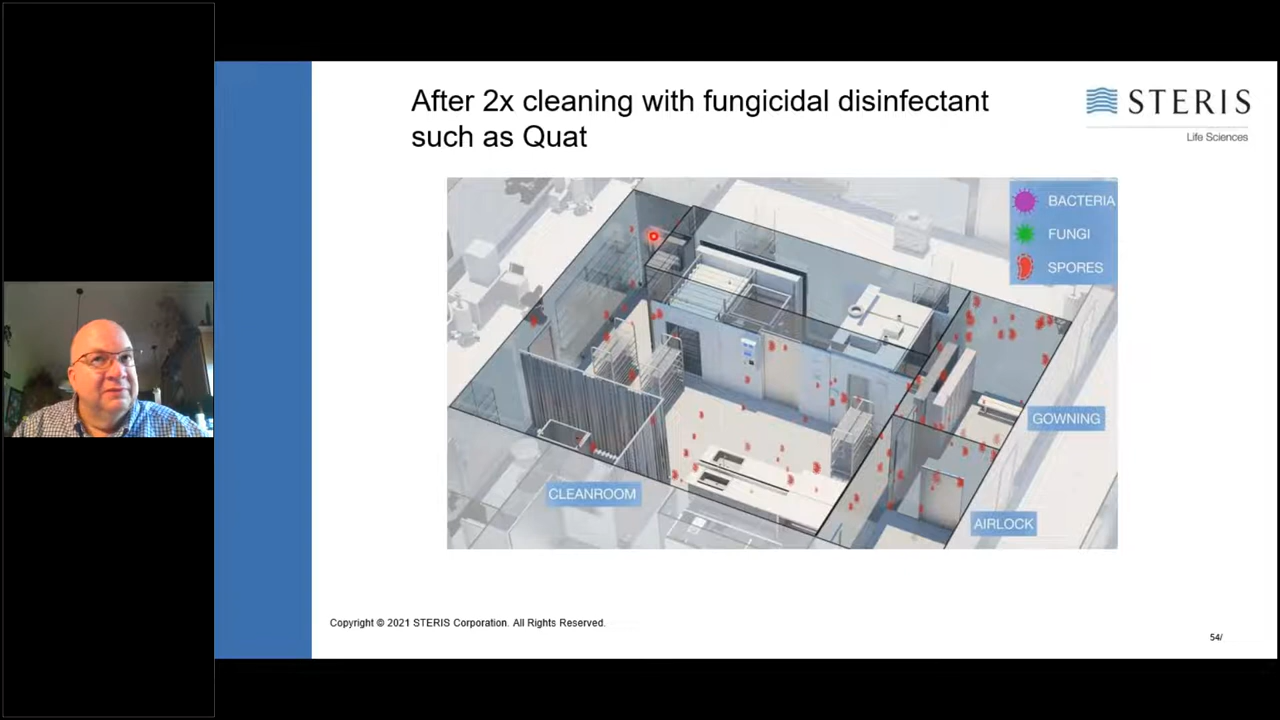 After 2x cleaning with fungicidal disinfectant
such as Quat
STERIS
Life Sciences
BACTERIA
FUNGI
SPORES
GOWNING
CLEANROOM
AIRLOCK
Copyright © 2021 STERIS Corporation. All Rights Reserved.
54/